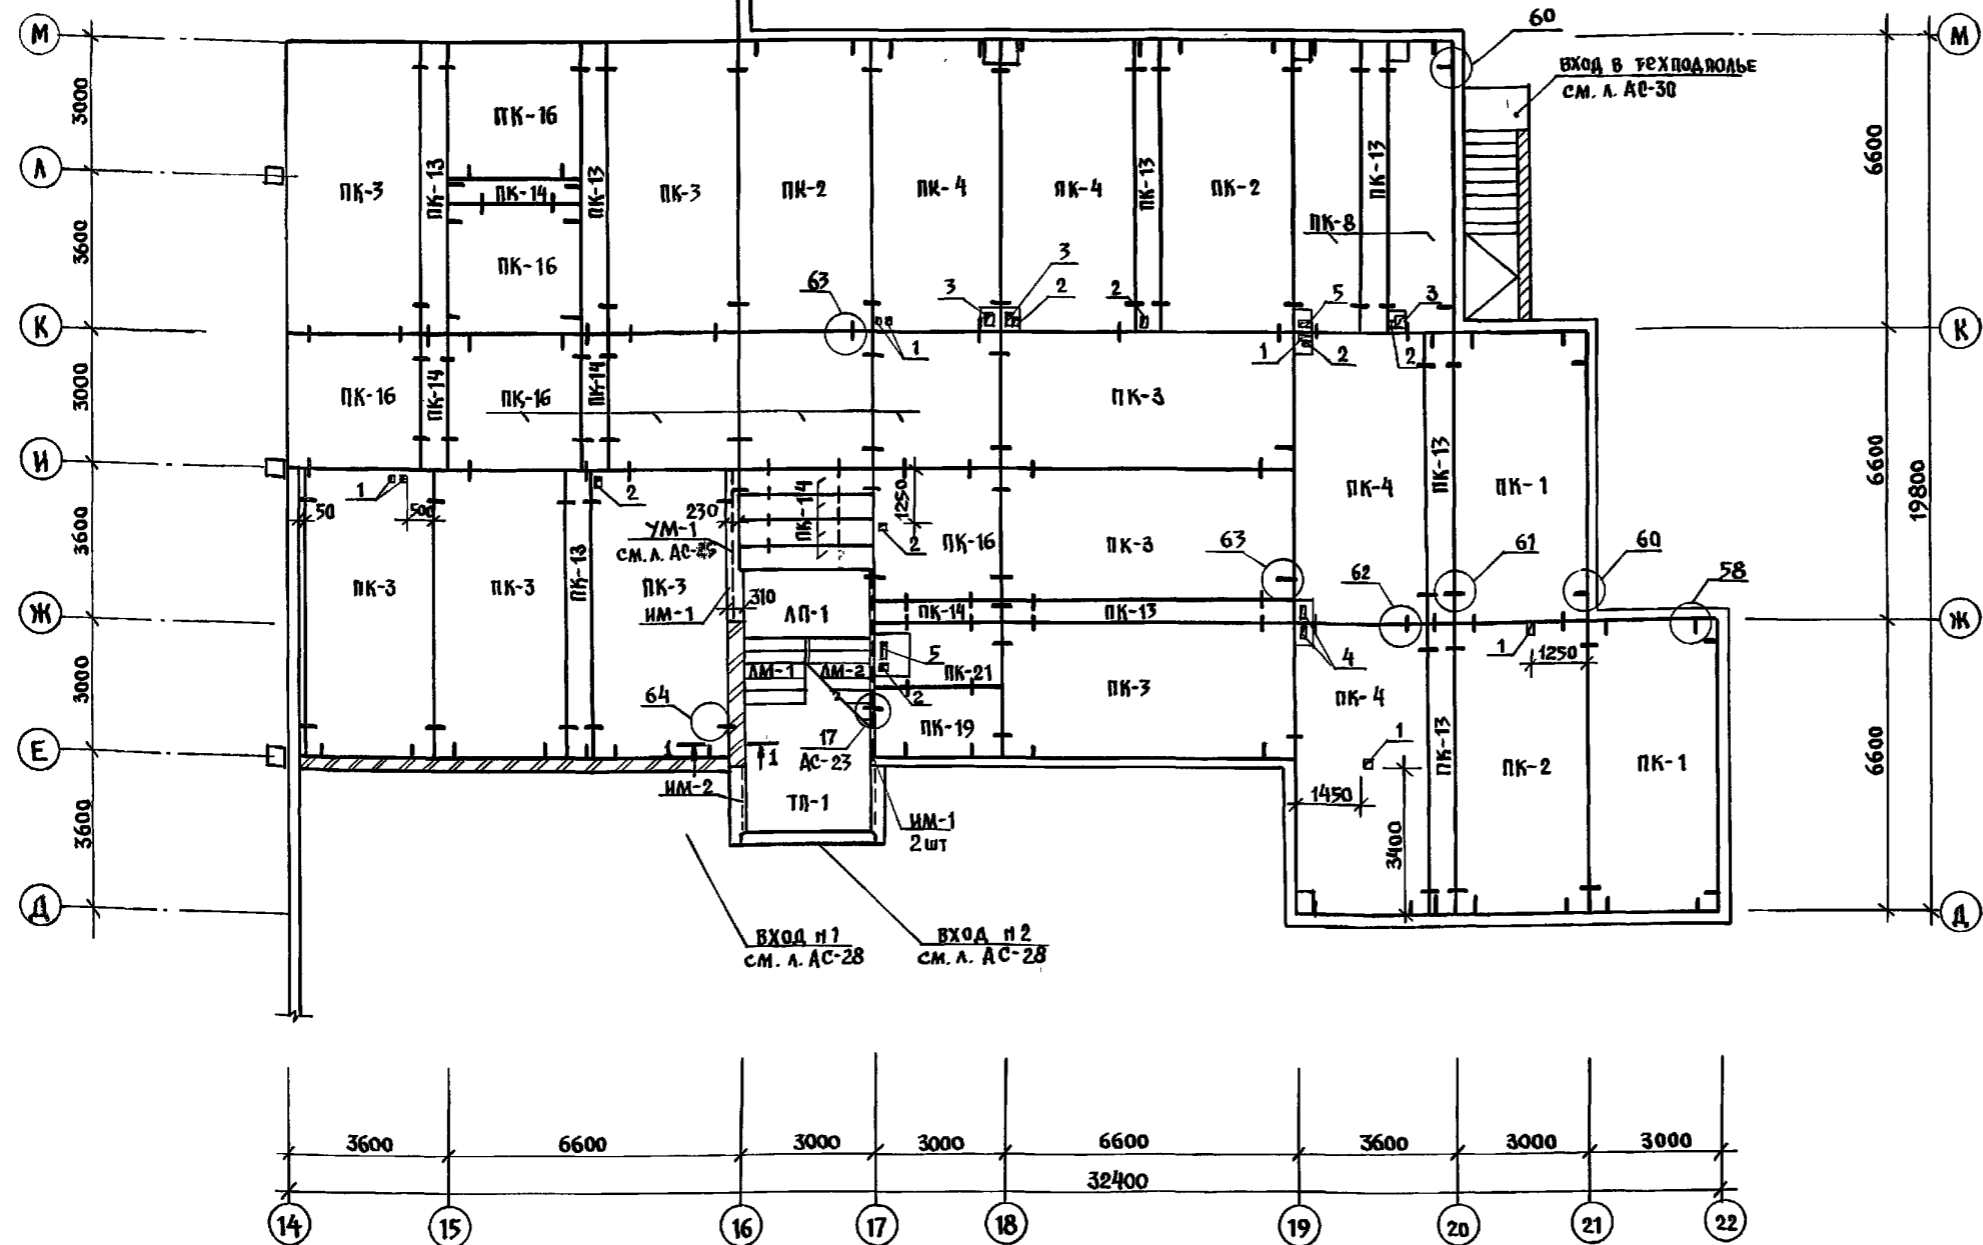 60
М
М
ВХОД В ТЕХПОДПОЛЬЕ
СМ. Л. АС-30
3000
ПК-16
6600
Л
ПК-3
ПК-13
ПК-14
ПК-13
ПК-3
ПК-2
ПК-4
ПК-4
ПК-13
ПК-2
ПК-13
ПК-8
3600
ПК-16
63
3
3
2
2
5
3
К
1
1
2
2
К
3000
ПК-16
ПК-14
ПК-16
ПК-14
ПК-3
И
1
50
500
2
230
УМ-1
СМ. Л. АС-25
ПК-14
1250
2
ПК-4
ПК-13
ПК-1
6600
19800
3600
ПК-16
ПК-3
63
62
61
60
58
ПК-3
ПК-3
ПК-13
ПК-3
ИМ-1
310
ЛП-1
ПК-14
ПК-13
Ж
Ж
4
1
1250
3000
ЛМ-1
ЛМ-2
5
2
ПК-21
ПК-3
ПК-4
64
17
АС-23
ПК-19
1
ПК-13
Е
1
1
ИМ-2
ТП-1
ИМ-1
2 шт
ПК-2
ПК-1
6600
1450
3400
3600
Д
Д
ВХОД N1
СМ. Л. АС-28
ВХОД N2
СМ. Л. АС-28
3600
6600
3000
3000
6600
3600
3000
3000
32400
14
15
16
17
18
19
20
21
22